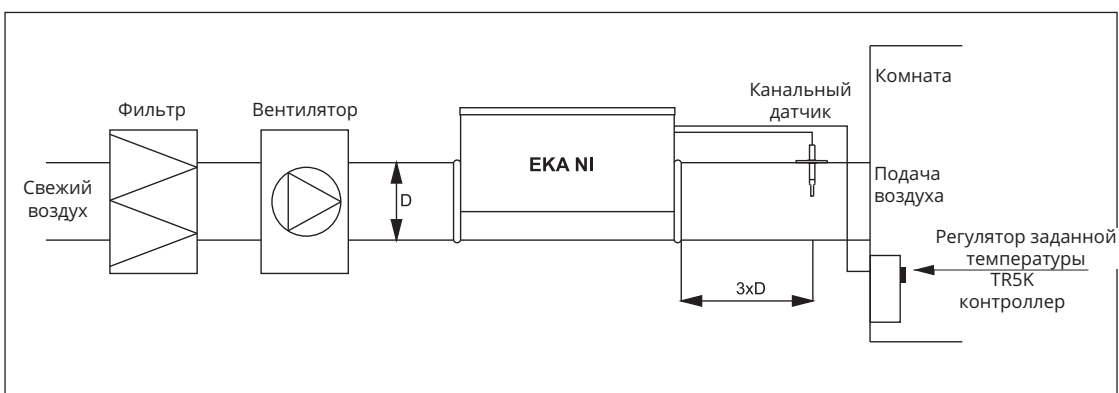 Фильтр
Вентилятор
Канальный
датчик
Комната
EKA NI
Свежий
воздух
D
Подача
воздуха
Регулятор заданной
температуры
TR5K
контроллер
3xD